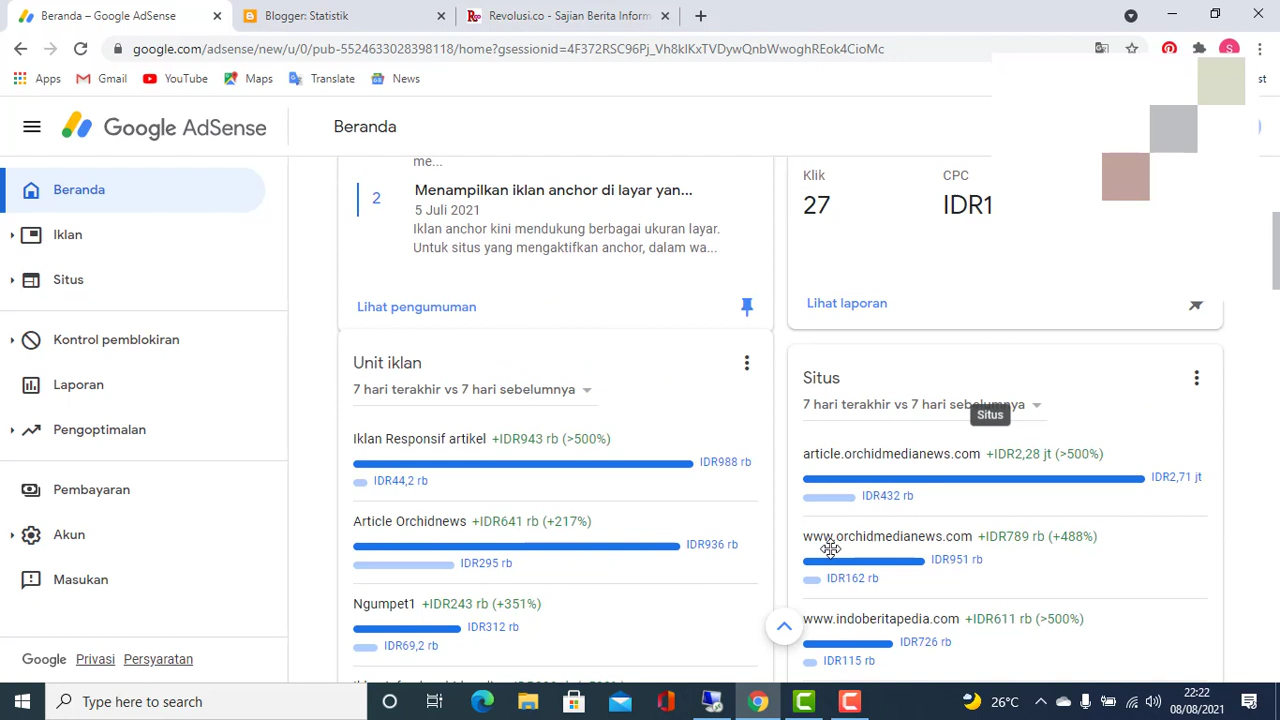 Beranda – Google AdSense
Blogger: Statistik
Revolusi.co - Sajian Berita Inform
google.com/adsense/new/u/0/pub-5524633028398118/home?gsessionid=4F372RSC96Pj_Vh8kIKxTVDywQnbWwoghREok4CioMc
S
Apps
Gmail
YouTube
Maps
Translate
News
st
Google AdSense
Beranda
Beranda
Iklan
Situs
Kontrol pemblokiran
Laporan
Pengoptimalan
Pembayaran
Akun
Masukan
Google Privasi Persyaratan
me...
2
Menampilkan iklan anchor di layar yan...
5 Juli 2021
Iklan anchor kini mendukung berbagai ukuran layar.
Untuk situs yang mengaktifkan anchor, dalam wa...
Lihat pengumuman
Klik
27
CPC
IDR1
Lihat laporan
Unit iklan
7 hari terakhir vs 7 hari sebelumnya
Iklan Responsif artikel +IDR943 rb (>500%)
IDR988 rb
IDR44,2 rb
Article Orchidnews +IDR641 rb (+217%)
IDR936 rb
IDR295 rb
Ngumpet1 +IDR243 rb (+351%)
IDR312 rb
IDR69,2 rb
Situs
7 hari terakhir vs 7 hari sebelumnya
Situs
article.orchidmedianews.com +IDR2,28 jt (>500%)
IDR2,71 jt
IDR432 rb
www.orchidmedianews.com +IDR789 rb (+488%)
IDR951 rb
IDR162 rb
www.indoberitapedia.com +IDR611 rb (>500%)
IDR726 rb
IDR115 rb
Type here to search
26°C
22:22
08/08/2021